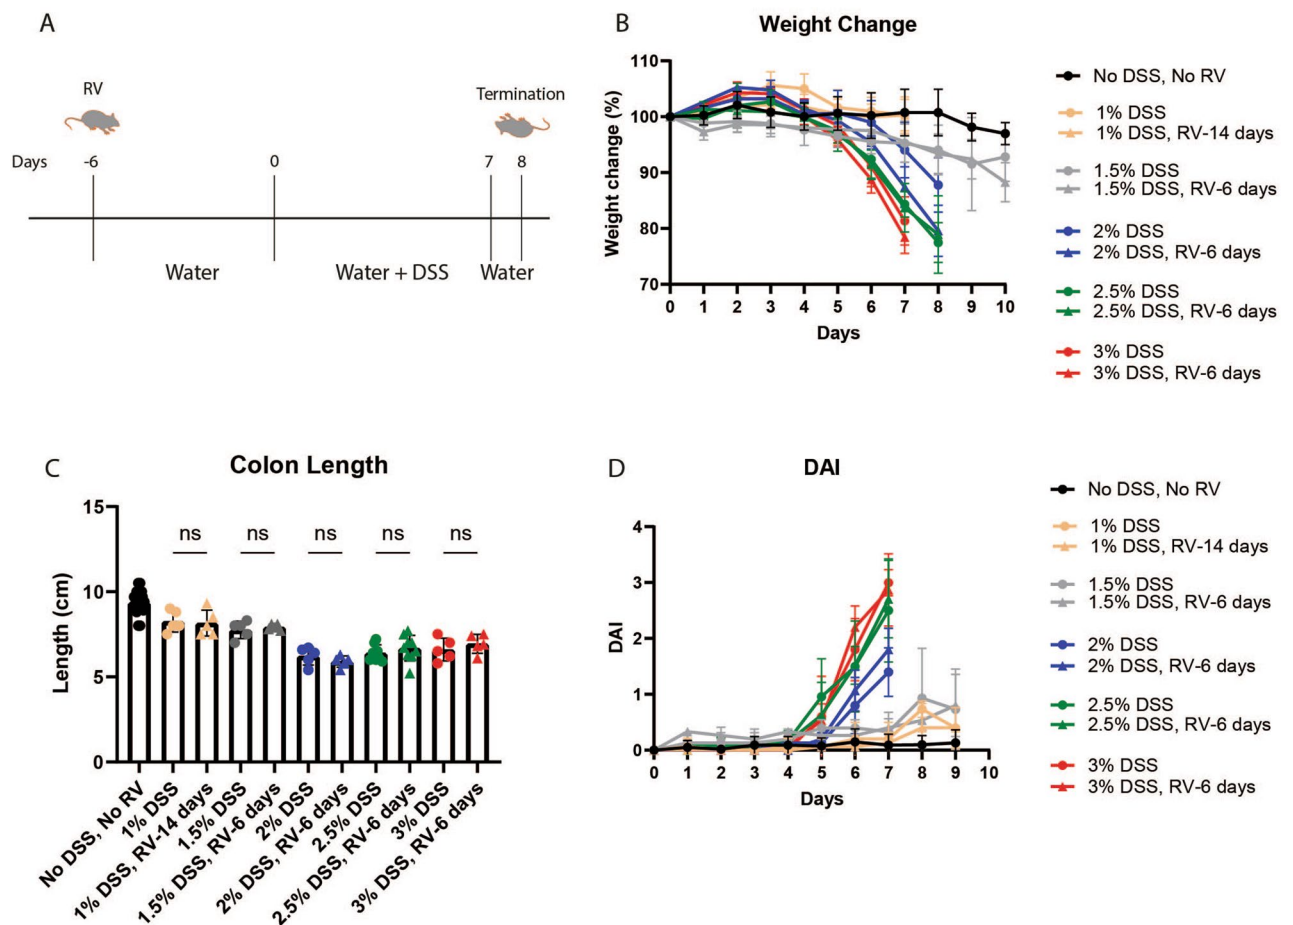 A
RV
Termination
Days
-6
0
7
8
Water
Water + DSS
Water
B
Weight Change
Weight change (%)
110
100
90
80
70
0 1 2 3 4 5 6 7 8 9 10
Days
No DSS, No RV
1% DSS
1% DSS, RV-14 days
1.5% DSS
1.5% DSS, RV-6 days
2% DSS
2% DSS, RV-6 days
2.5% DSS
2.5% DSS, RV-6 days
3% DSS
3% DSS, RV-6 days
C
Colon Length
Length (cm)
15
10
5
0
ns ns ns ns ns
No DSS, No RV
1% DSS
1% DSS, RV-14 days
1.5% DSS
1.5% DSS, RV-6 days
2% DSS
2% DSS, RV-6 days
2.5% DSS
2.5% DSS, RV-6 days
3% DSS
3% DSS, RV-6 days
D
DAI
DAI
4
3
2
1
0
0 1 2 3 4 5 6 7 8 9 10
Days
No DSS, No RV
1% DSS
1% DSS, RV-14 days
1.5% DSS
1.5% DSS, RV-6 days
2% DSS
2% DSS, RV-6 days
2.5% DSS
2.5% DSS, RV-6 days
3% DSS
3% DSS, RV-6 days